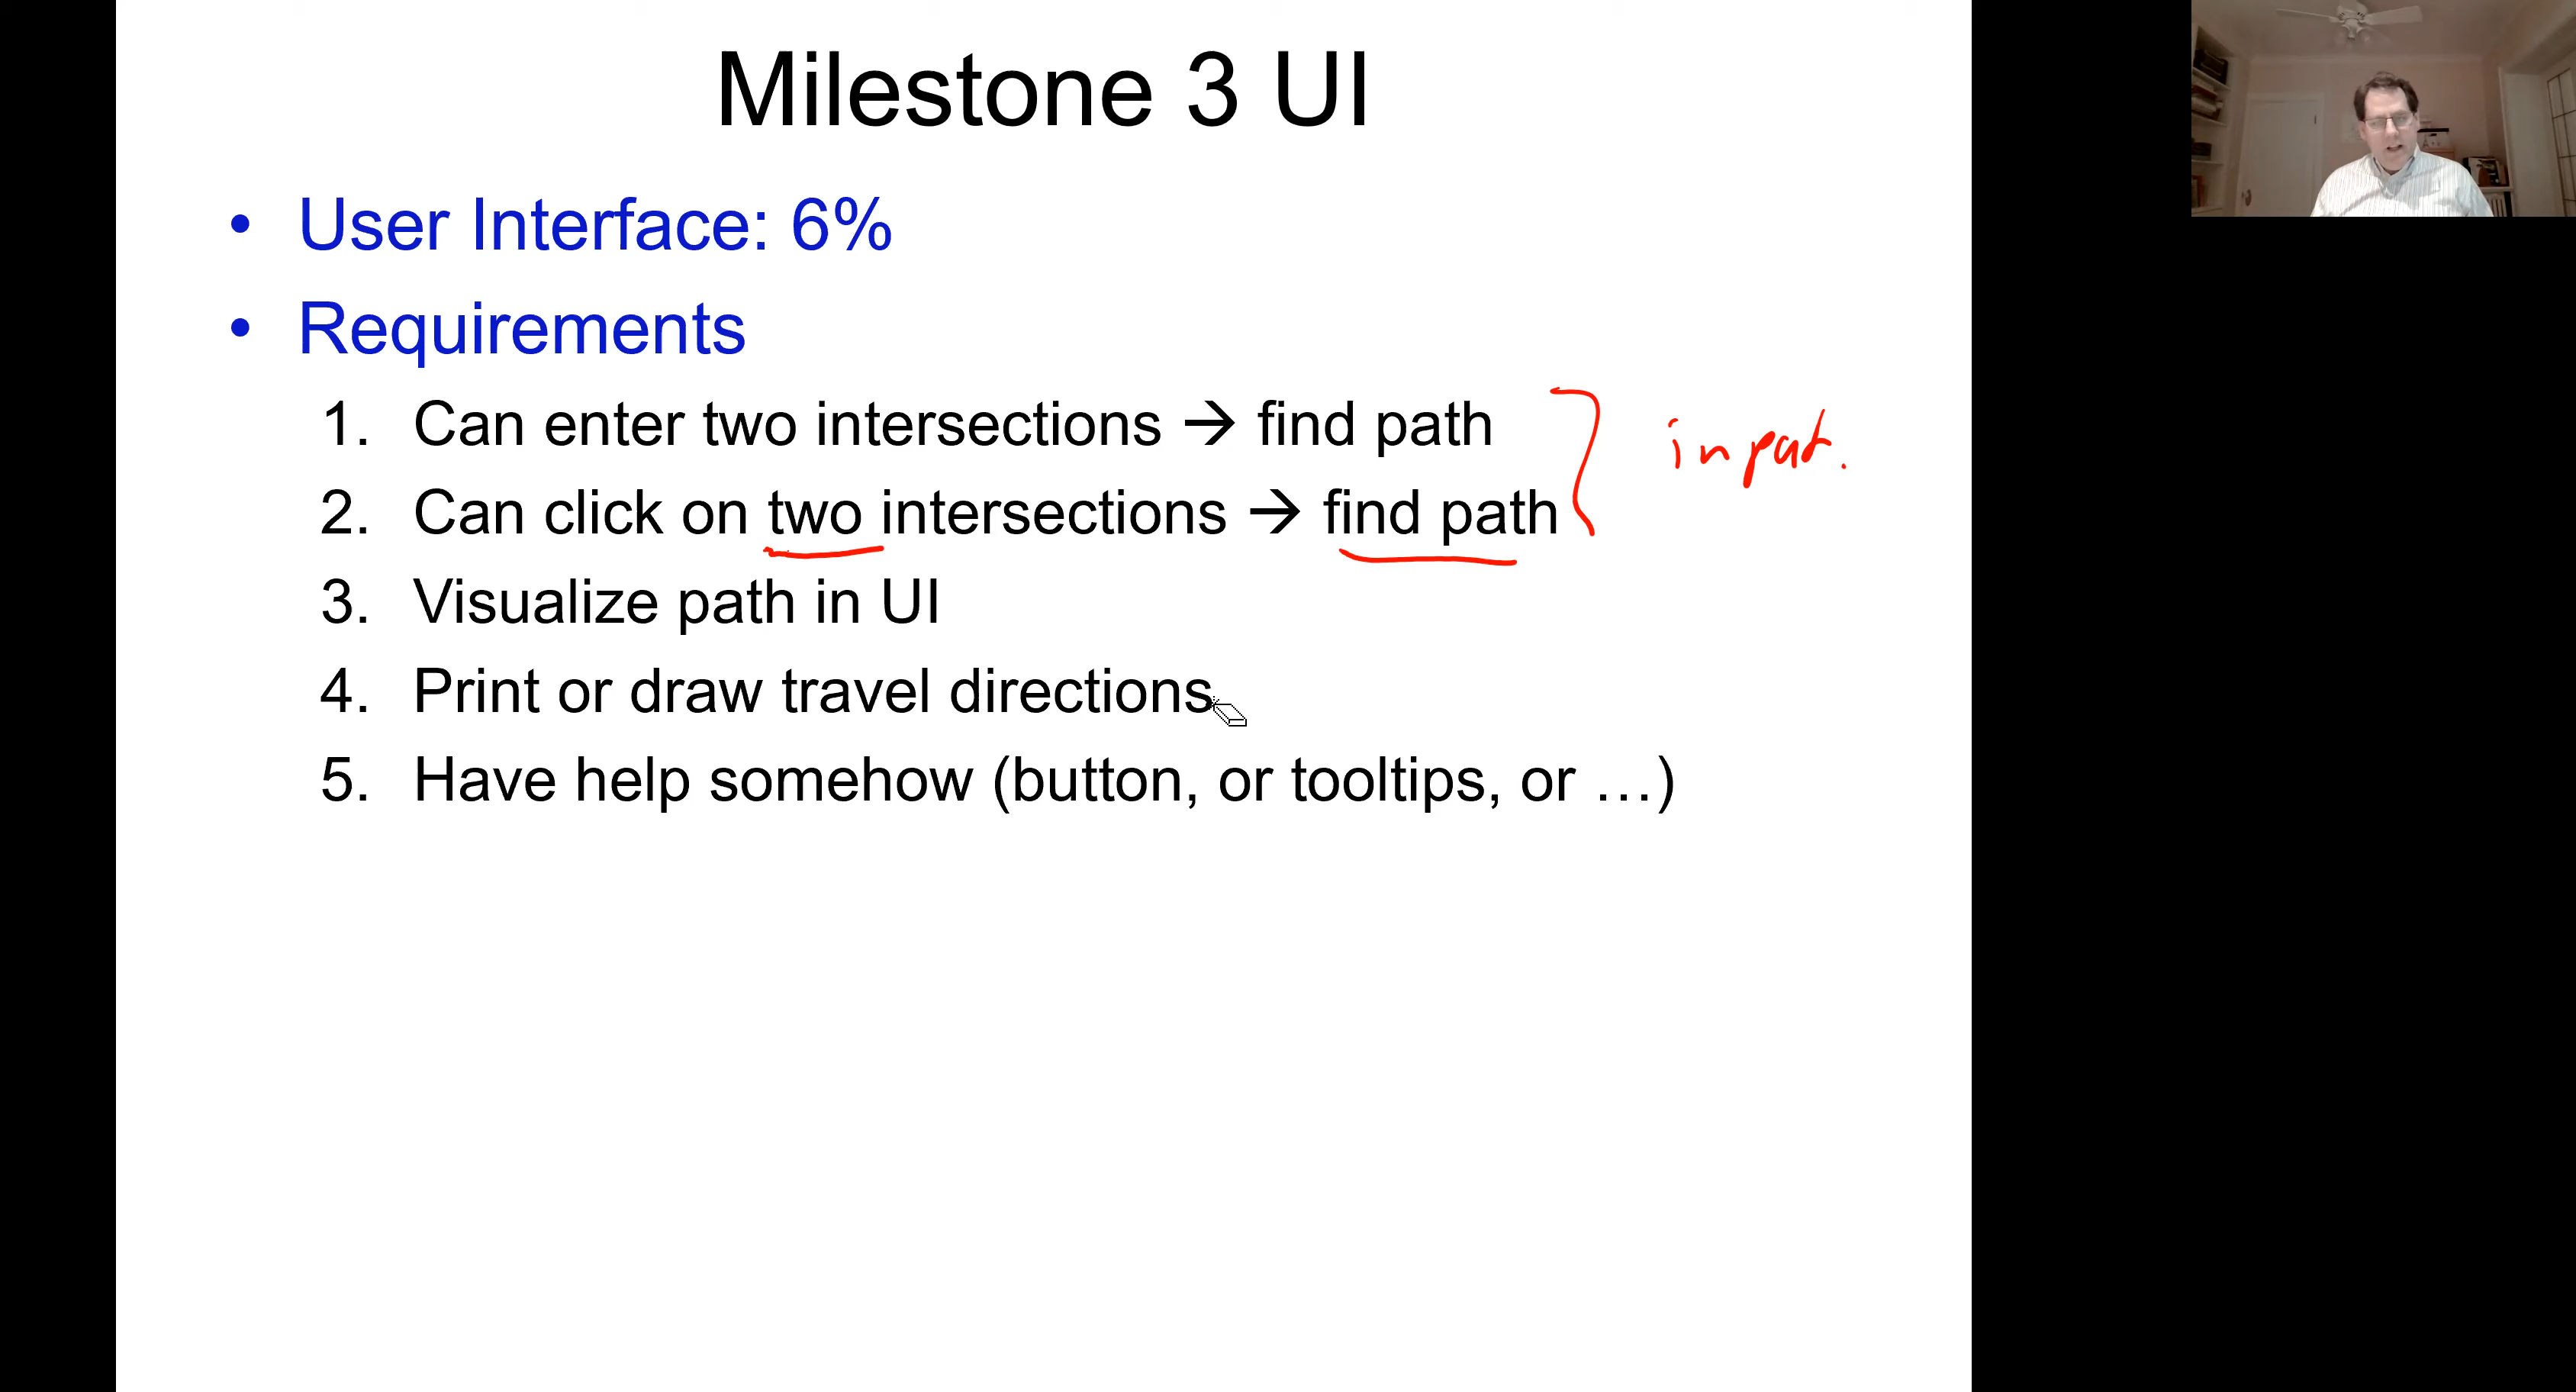 Milestone 3 UI
• User Interface: 6%
• Requirements
1. Can enter two intersections → find path
2. Can click on two intersections → find path
input.
3. Visualize path in UI
4. Print or draw travel directions
5. Have help somehow (button, or tooltips, or …)